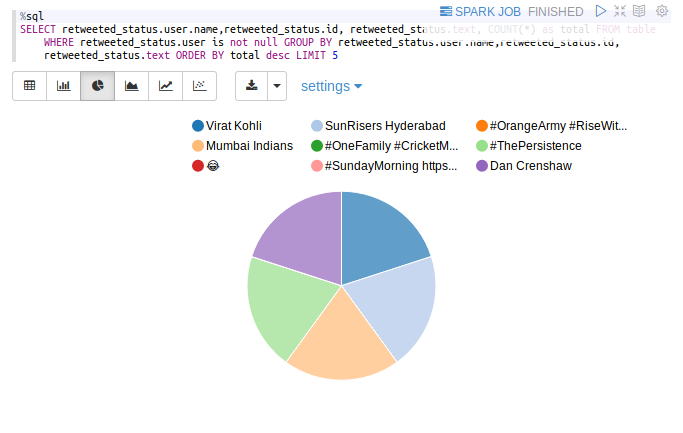 %sql
SPARK JOB FINISHED
SELECT retweeted_status.user.name,retweeted_status.id, retweeted_status.text, COUNT(*) as total FROM table
WHERE retweeted_status.user is not null GROUP BY retweeted_status.user.name,retweeted_status.id,
retweeted_status.text ORDER BY total desc LIMIT 5
settings
Virat Kohli SunRisers Hyderabad #OrangeArmy #RiseWit...
Mumbai Indians #OneFamily #CricketM... #ThePersistence
😂 #SundayMorning https... Dan Crenshaw